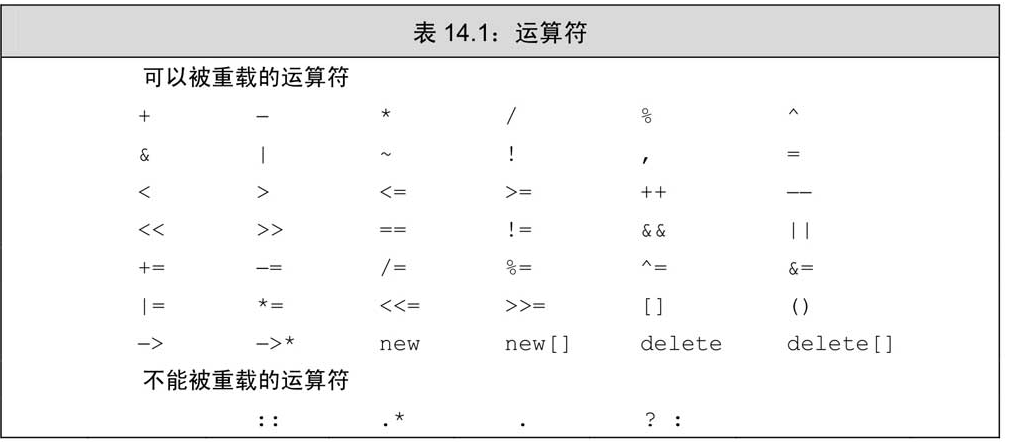 表 14.1：运算符
可以被重载的运算符
+ – * / % ^
& | ~ ! , =
< > <= >= ++ ––
<< >> == != && ||
+= –= /= %= ^= &=
|= *= <<= >>= [] ()
–> –>* new new[] delete delete[]
不能被重载的运算符
:: .* . ? :